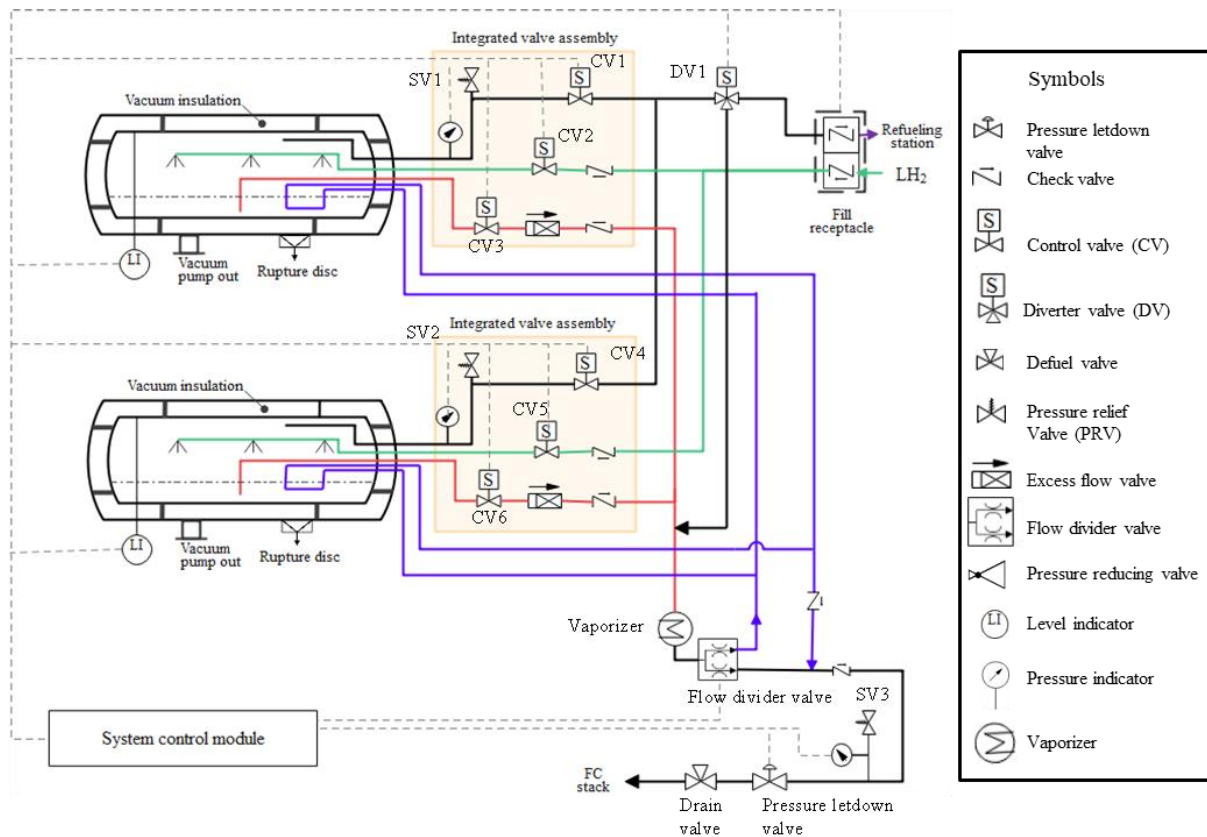 Integrated valve assembly
SV1
CV1
DV1
S
S
Vacuum insulation
CV2
S
Refueling
station
LH2
S
Fill
receptacle
CV3
LI
Vacuum
pump out
Rupture disc
Integrated valve assembly
SV2
CV4
S
Vacuum insulation
CV5
S
S
CV6
LI
Vacuum
pump out
Rupture disc
Vaporizer
Flow divider valve
SV3
System control module
FC
stack
Drain
valve
Pressure letdown
valve
Symbols
Pressure letdown
valve
Check valve
S
Control valve (CV)
S
Diverter valve (DV)
Defuel valve
Pressure relief
Valve (PRV)
Excess flow valve
Flow divider valve
Pressure reducing valve
LI
Level indicator
Pressure indicator
Vaporizer